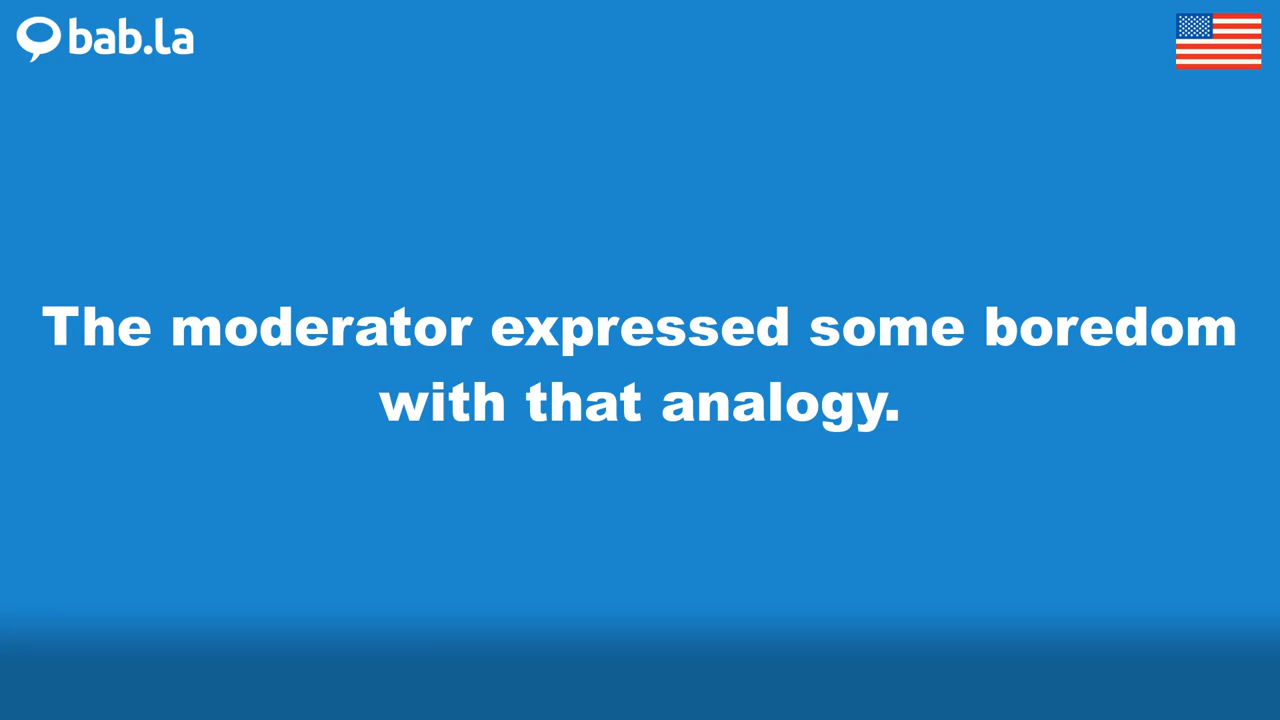 bab.la
The moderator expressed some boredom
with that analogy.